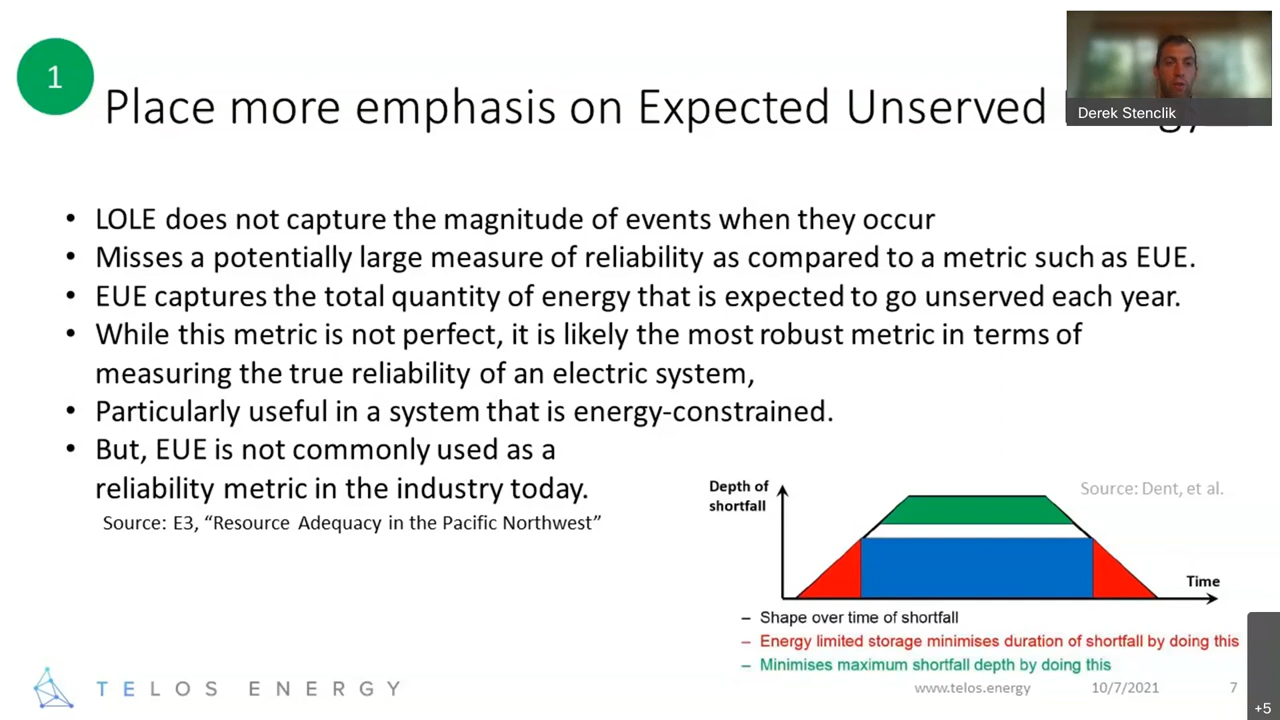 1
Place more emphasis on Expected Unserved
Derek Stenclik
• LOLE does not capture the magnitude of events when they occur
• Misses a potentially large measure of reliability as compared to a metric such as EUE.
• EUE captures the total quantity of energy that is expected to go unserved each year.
• While this metric is not perfect, it is likely the most robust metric in terms of
measuring the true reliability of an electric system,
• Particularly useful in a system that is energy-constrained.
• But, EUE is not commonly used as a
reliability metric in the industry today.
Source: E3, “Resource Adequacy in the Pacific Northwest”
Depth of
shortfall
Source: Dent, et al.
Time
– Shape over time of shortfall
– Energy limited storage minimises duration of shortfall by doing this
– Minimises maximum shortfall depth by doing this
TELOS ENERGY
www.telos.energy
10/7/2021
7
+5